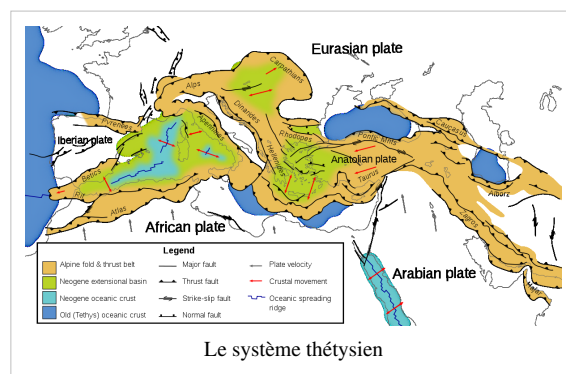 Eurasian plate
Carpathians
Alps
Dinarides
Apennines
Pyrenees
Iberian plate
Rhodopes
Pontic Mnts
Caucasus
Hellenides
Anatolian plate
Taurus
Betics
Rif
Atlas
Alborz
Zagros
African plate
Arabian plate
Legend
Alpine fold & thrust belt
Major fault
Plate velocity
Neogene extensional basin
Thrust fault
Crustal movement
Neogene oceanic crust
Strike-slip fault
Oceanic spreading
ridge
Old (Tethys) oceanic crust
Normal fault
Le système thétysien